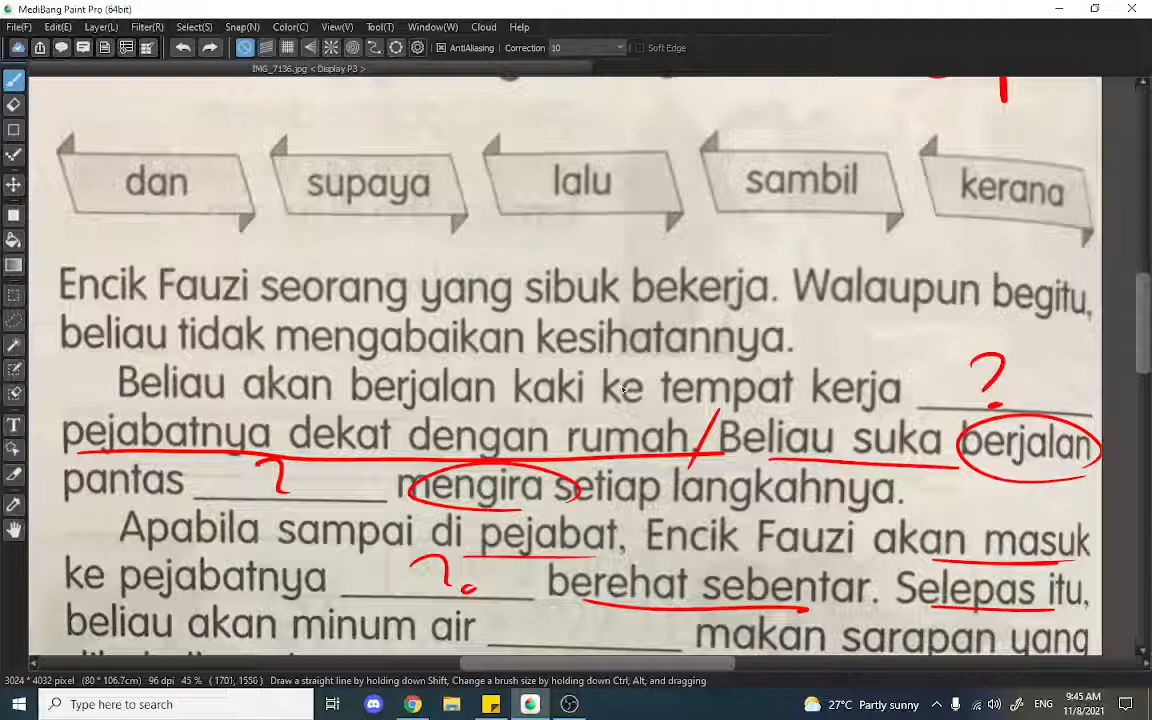 MediBang Paint Pro (64bit)
File(F) Edit(E) Layer(L) Filter(R) Select(S) Snap(N) Color(C) View(V) Tool(T) Window(W) Cloud Help
AntiAliasing Correction 10 Soft Edge
IMG_7136.jpg < Display P3 >
dan supaya lalu sambil kerana
Encik Fauzi seorang yang sibuk bekerja. Walaupun begitu,
beliau tidak mengabaikan kesihatannya.
Beliau akan berjalan kaki ke tempat kerja ________ ?
pejabatnya dekat dengan rumah. Beliau suka berjalan
pantas ________ ? mengira setiap langkahnya.
Apabila sampai di pejabat, Encik Fauzi akan masuk
ke pejabatnya ________ ? berehat sebentar. Selepas itu,
beliau akan minum air ________ makan sarapan yang
3024 * 4032 pixel (80 * 106.7cm) 96 dpi 45 % ( 1701, 1556 ) Draw a straight line by holding down Shift, Change a brush size by holding down Ctrl, Alt, and dragging
Type here to search
27°C Partly sunny
ENG
9:45 AM
11/8/2021